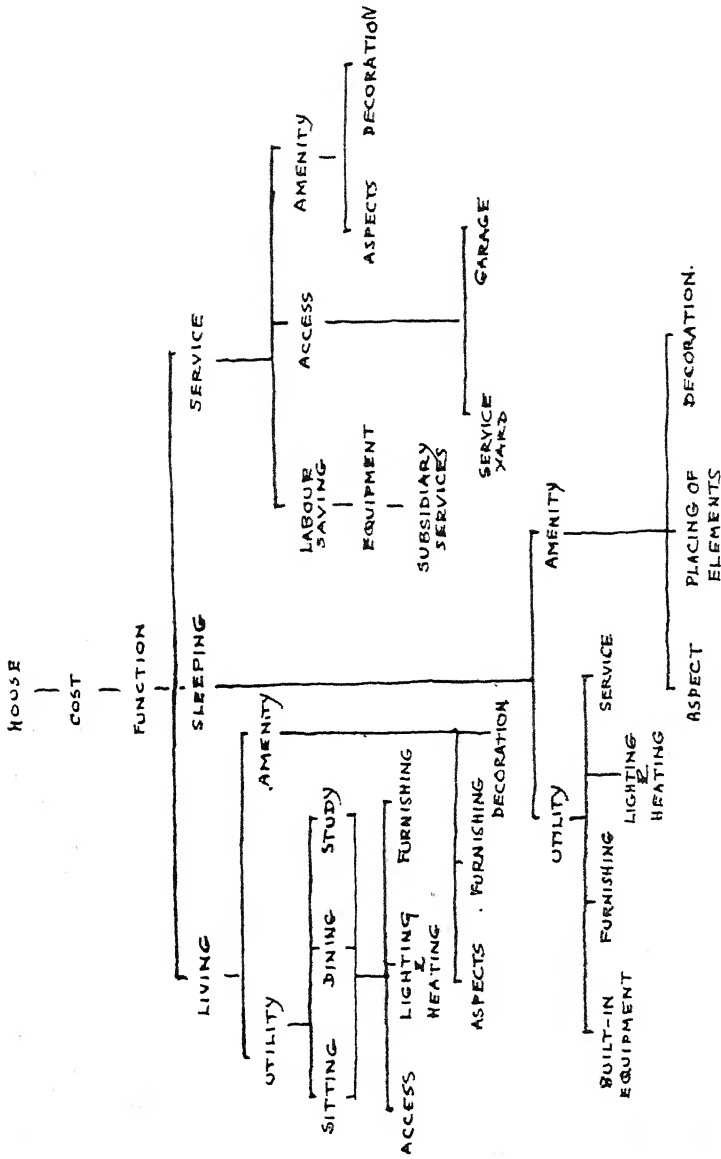 HOUSE
COST
FUNCTION
LIVING
SLEEPING
SERVICE
UTILITY
AMENITY
SITTING
DINING
STUDY
ACCESS
LIGHTING
&
HEATING
FURNISHING
ASPECTS
FURNISHING
DECORATION
LABOUR
SAVING
EQUIPMENT
SUBSIDIARY
SERVICES
ACCESS
SERVICE
YARD
GARAGE
AMENITY
ASPECTS
DECORATION
UTILITY
AMENITY
BUILT-IN
EQUIPMENT
FURNISHING
LIGHTING
&
HEATING
SERVICE
ASPECT
PLACING OF
ELEMENTS
DECORATION.